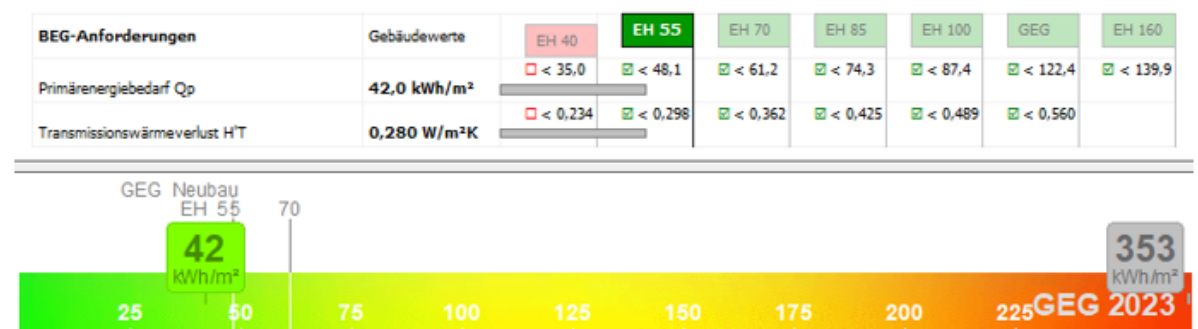 BEG-Anforderungen Gebäudewerte EH 40 EH 55 EH 70 EH 85 EH 100 GEG EH 160
< 35,0 < 48,1 < 61,2 < 74,3 < 87,4 < 122,4 < 139,9
Primärenergiebedarf Qp 42,0 kWh/m²
< 0,234 < 0,298 < 0,362 < 0,425 < 0,489 < 0,560
Transmissionswärmeverlust H'T 0,280 W/m²K
GEG Neubau
EH 55 70
42 353
kWh/m² kWh/m²
25 50 75 100 125 150 175 200 225 GEG 2023